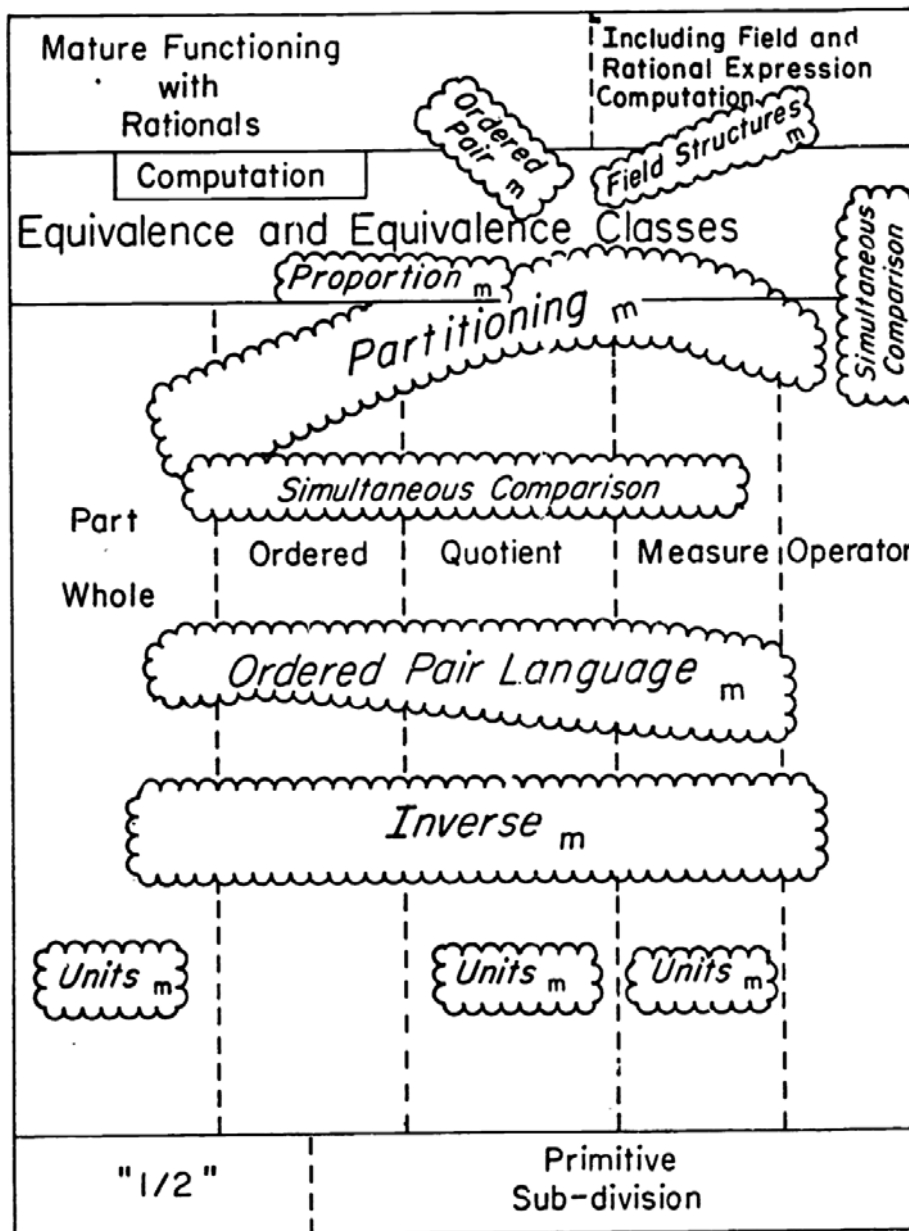 Mature Functioning
with
Rationals
Including Field and
Rational Expression
Computation
Ordered
Pair m
Field Structures
m
Computation
Equivalence and Equivalence Classes
Simultaneous
Comparison
Proportion m
Partitioning m
Simultaneous Comparison
Part
Whole
Ordered
Quotient
Measure
Operator
Ordered Pair Language m
Inverse m
Units m
Units m
Units m
"1/2"
Primitive
Sub-division